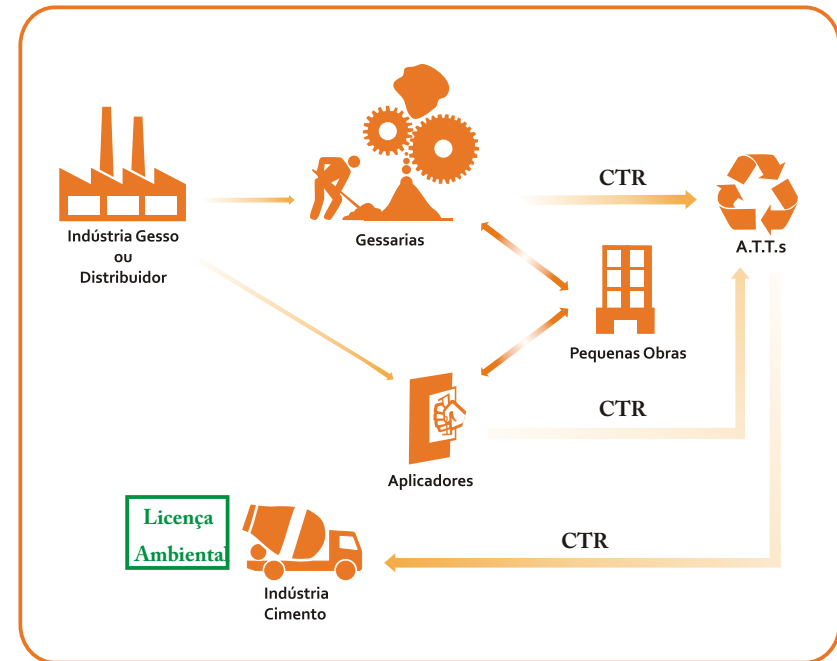 Indústria Gesso
ou
Distribuidor
Gessarias
CTR
A.T.T.s
Pequenas Obras
Aplicadores
CTR
Licença
Ambiental
Indústria
Cimento
CTR